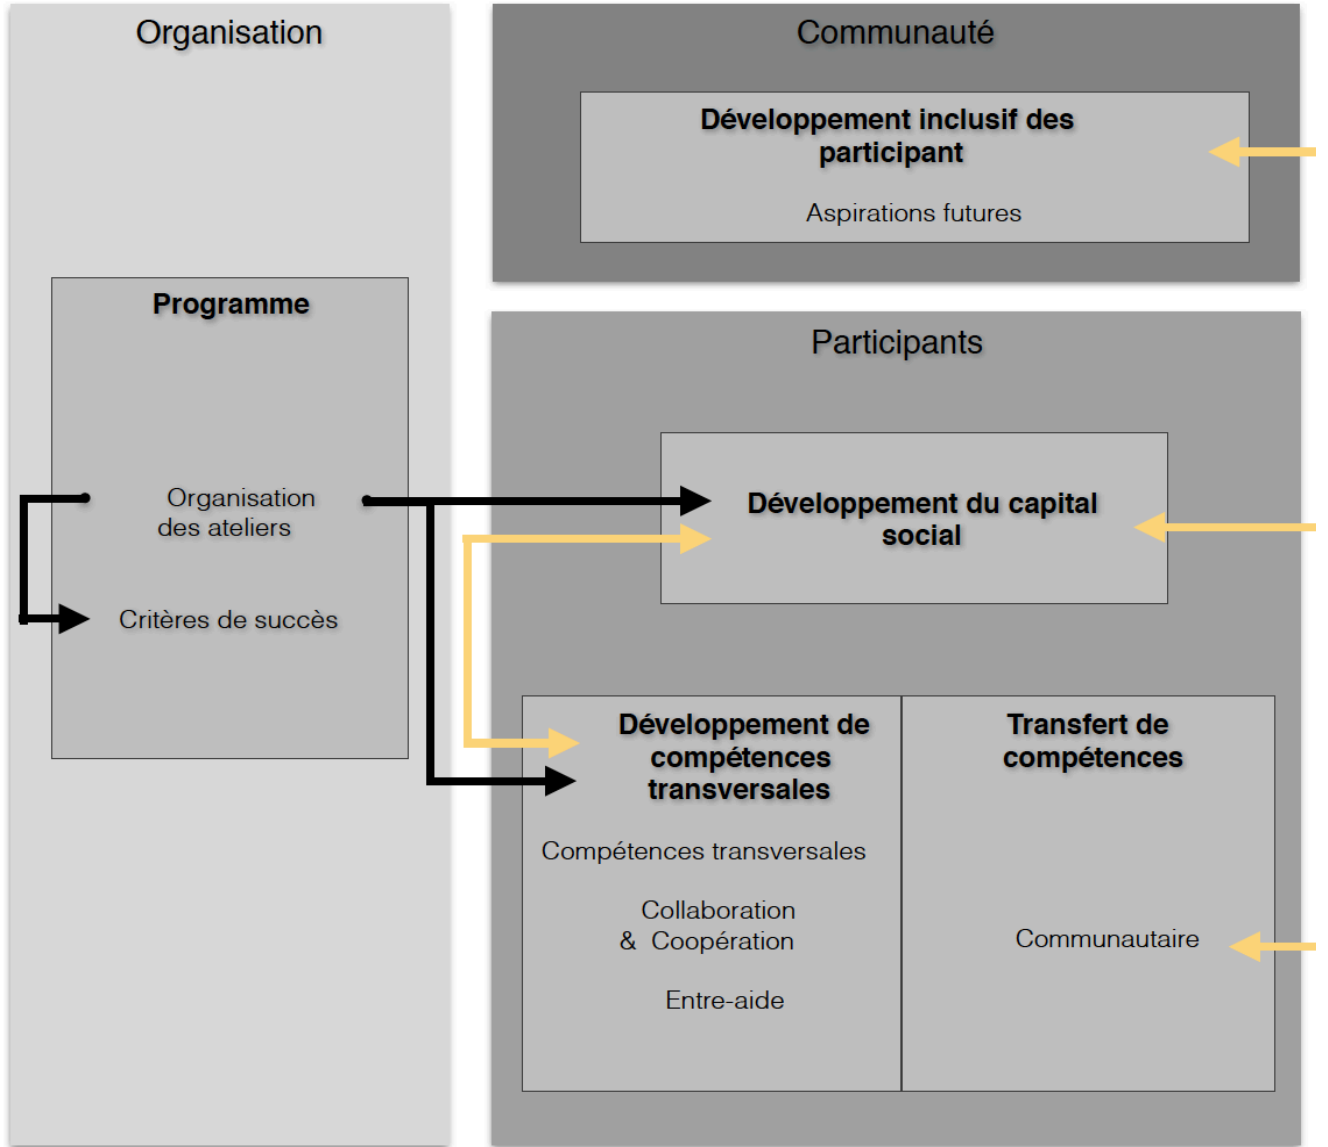 Organisation
Programme
Organisation
des ateliers
Critères de succès
Communauté
Développement inclusif des
participant
Aspirations futures
Participants
Développement du capital
social
Développement de
compétences
transversales
Compétences transversales
Collaboration
& Coopération
Entre-aide
Transfert de
compétences
Communautaire